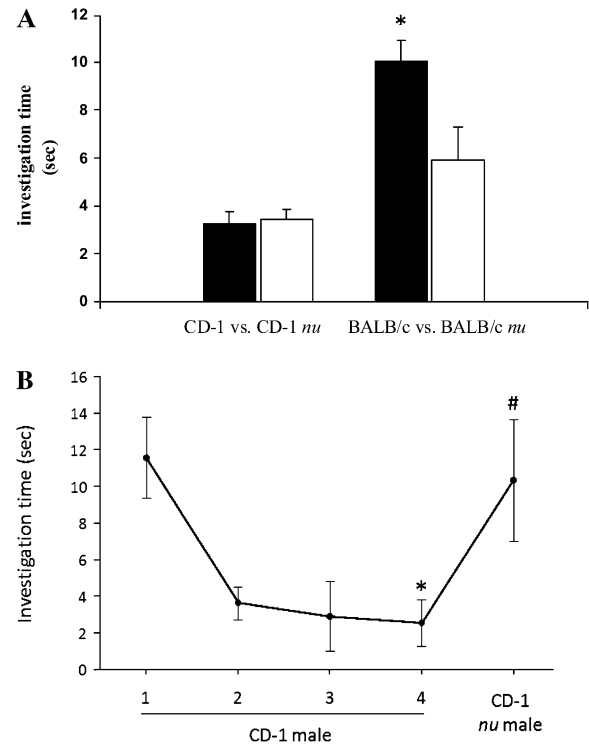 A
investigation time
(sec)
12
10
8
6
4
2
0
*
CD-1 vs. CD-1 nu
BALB/c vs. BALB/c nu
B
Investigation time (sec)
16
14
12
10
8
6
4
2
0
*
#
1
2
3
4
CD-1 male
CD-1
nu male